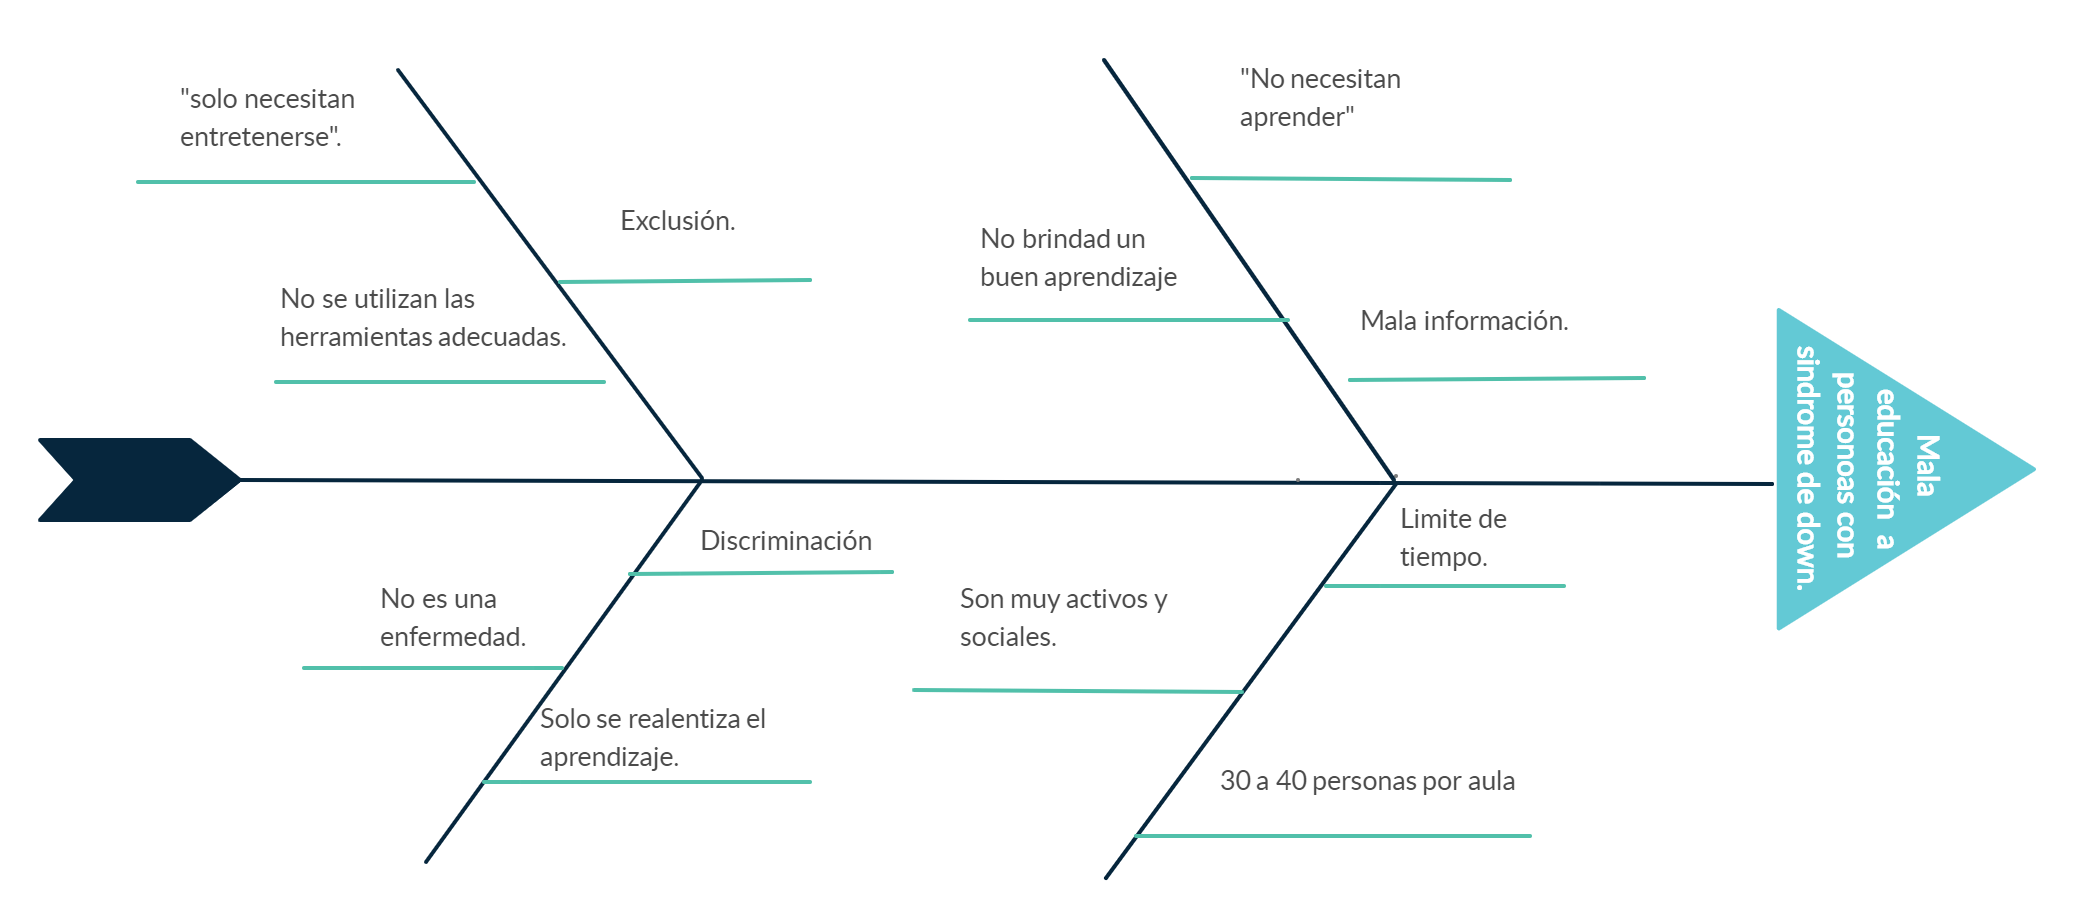 "solo necesitan
entretenerse".
Exclusión.
No se utilizan las
herramientas adecuadas.
"No necesitan
aprender"
No brindad un
buen aprendizaje
Mala información.
Mala
educación  a
personoas con
sindrome de down.
Discriminación
No es una
enfermedad.
Solo se realentiza el
aprendizaje.
Limite de
tiempo.
Son muy activos y
sociales.
30 a 40 personas por aula